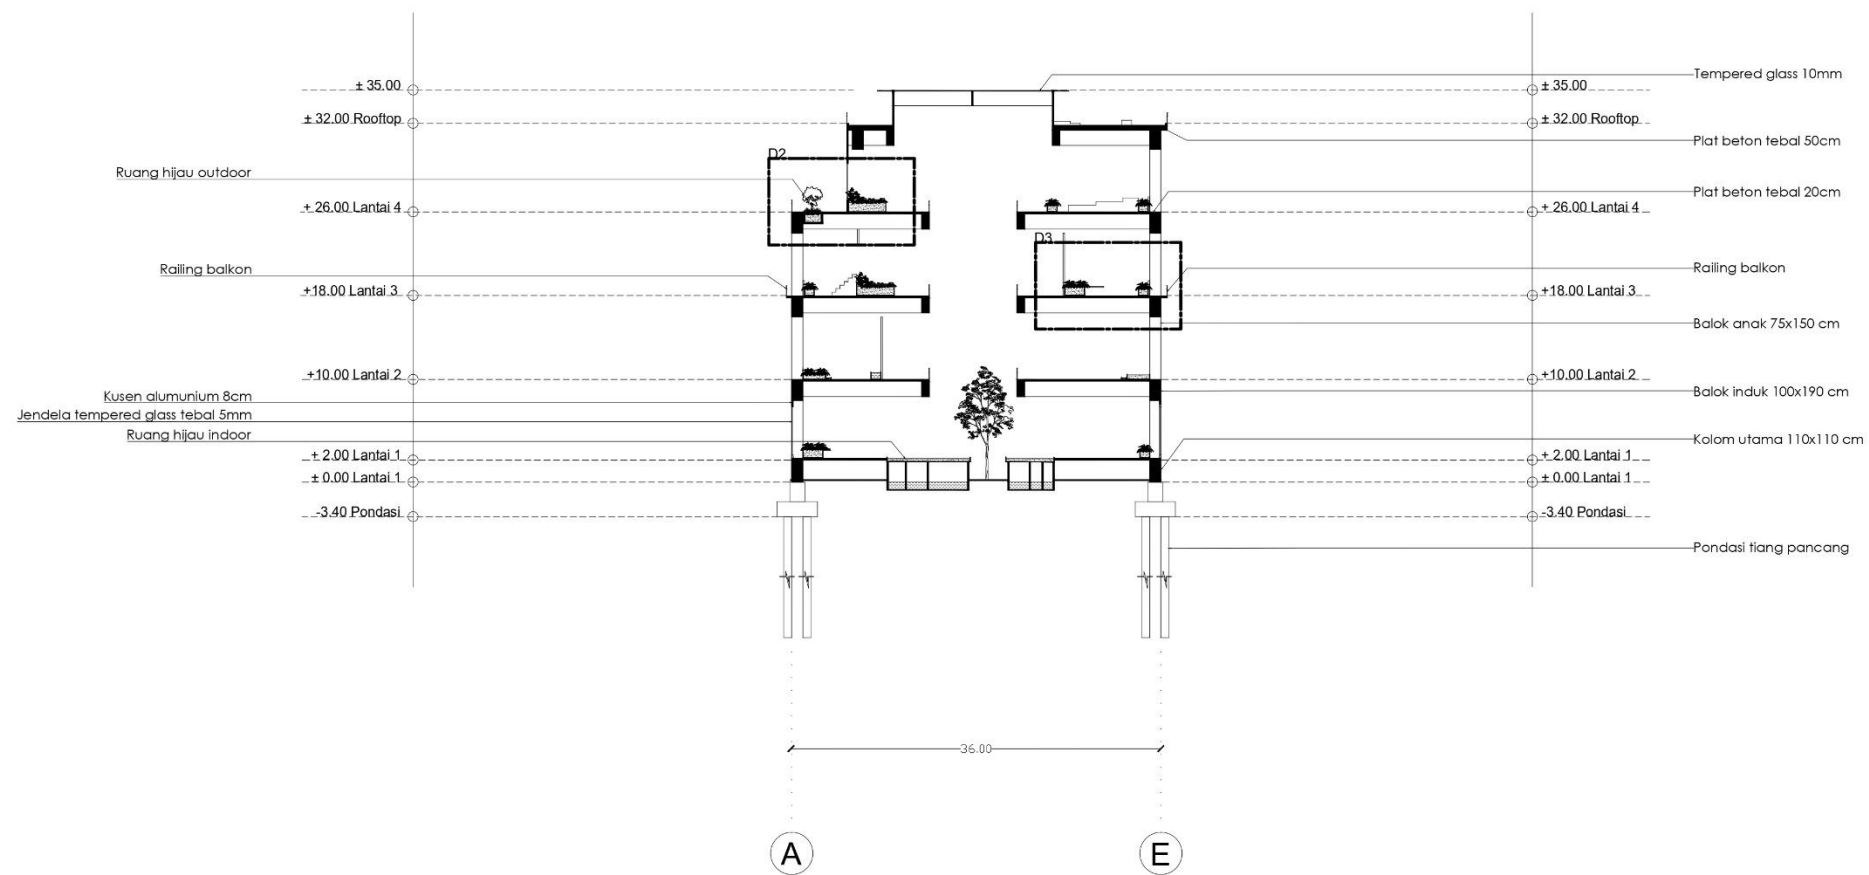 Tempered glass 10mm
± 35.00
± 35.00
± 32.00 Rooftop
± 32.00 Rooftop
Plat beton tebal 50cm
D2
Ruang hijau outdoor
Plat beton tebal 20cm
+ 26.00 Lantai 4
+ 26.00 Lantai 4
D3
Railing balkon
Railing balkon
+18.00 Lantai 3
+18.00 Lantai 3
Balok anak 75x150 cm
+10.00 Lantai 2
+10.00 Lantai 2
Kusen alumunium 8cm
Balok induk 100x190 cm
Jendela tempered glass tebal 5mm
Ruang hijau indoor
Kolom utama 110x110 cm
+ 2.00 Lantai 1
+ 2.00 Lantai 1
± 0.00 Lantai 1
± 0.00 Lantai 1
-3.40 Pondasi
-3.40 Pondasi
Pondasi tiang pancang
36.00
A
E